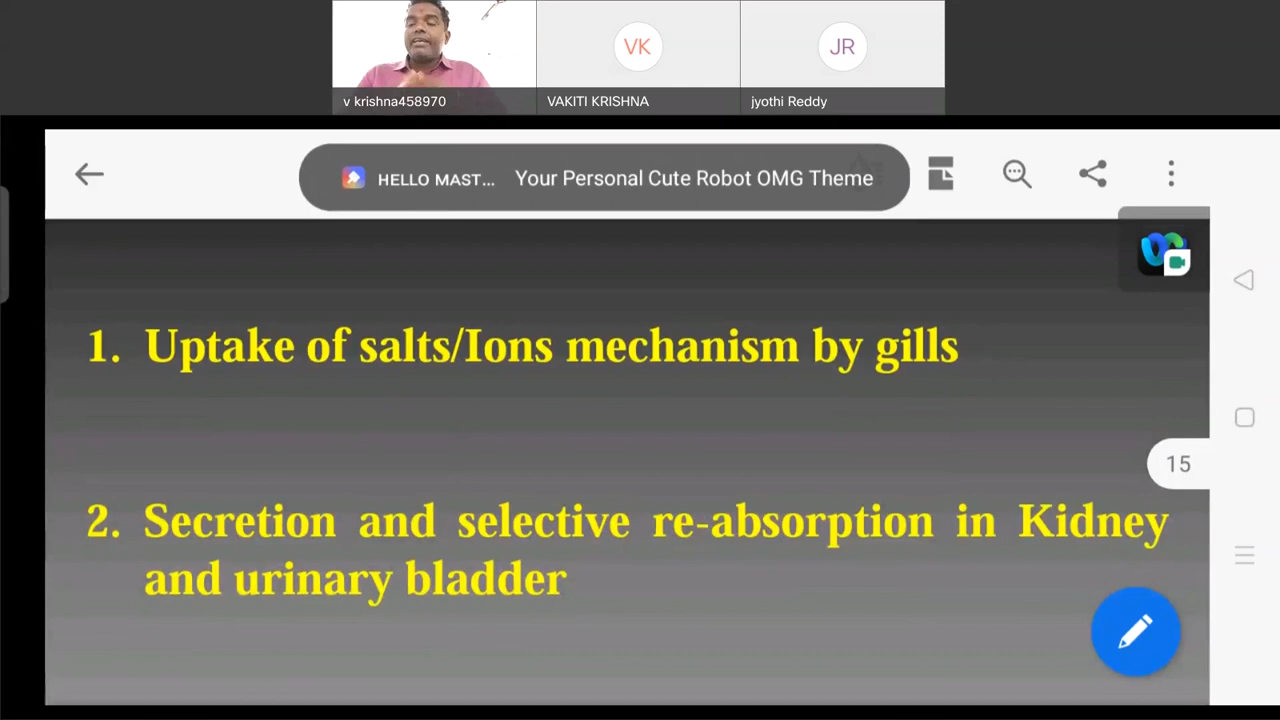 VK
JR
v krishna458970
VAKITI KRISHNA
jyothi Reddy
HELLO MAST... Your Personal Cute Robot OMG Theme
1. Uptake of salts/Ions mechanism by gills
15
2. Secretion and selective re-absorption in Kidney
and urinary bladder